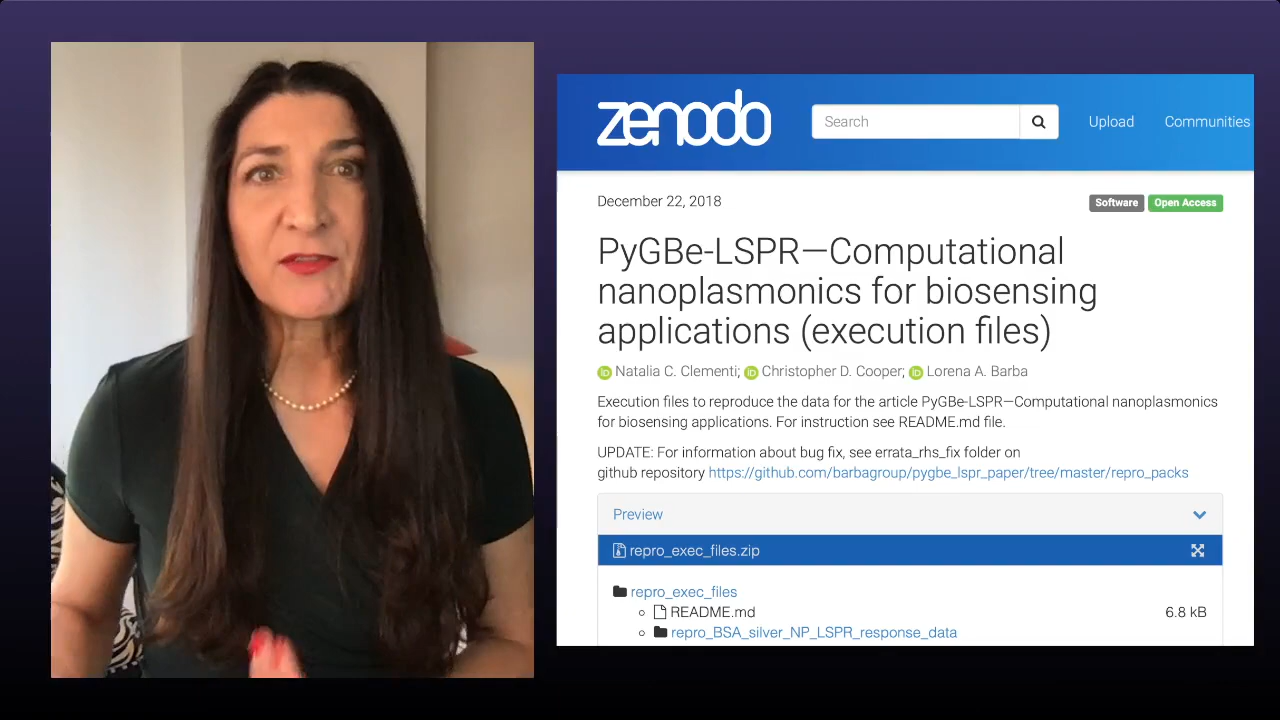 zenodo
Search
Upload
Communities
December 22, 2018
Software
Open Access
PyGBe-LSPR—Computational
nanoplasmonics for biosensing
applications (execution files)
iD Natalia C. Clementi; iD Christopher D. Cooper; iD Lorena A. Barba
Execution files to reproduce the data for the article PyGBe-LSPR—Computational nanoplasmonics
for biosensing applications. For instruction see README.md file.
UPDATE: For information about bug fix, see errata_rhs_fix folder on
github repository https://github.com/barbagroup/pygbe_lspr_paper/tree/master/repro_packs
Preview
repro_exec_files.zip
repro_exec_files
README.md 6.8 kB
repro_BSA_silver_NP_LSPR_response_data